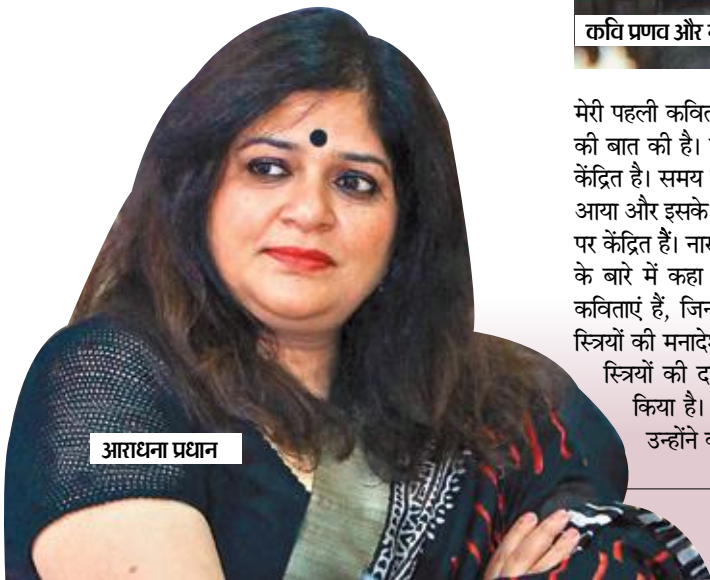 कवि प्रणव और
मेरी पहली कवित
की बात की है।
केंद्रित है। समय
आया और इसके
पर केंद्रित हैं। नार
के बारे में कहा
कविताएं हैं, जिन
स्त्रियों की मनादेश
स्त्रियों की द
किया है।
उन्होंने व
आराधना प्रधान